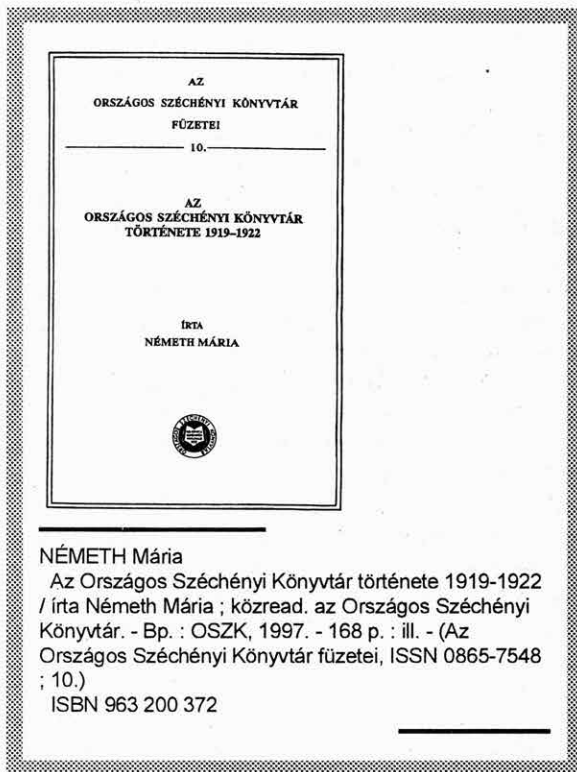 AZ
ORSZÁGOS SZÉCHÉNYI KÖNYVTÁR
FÜZETEI
10.
AZ
ORSZÁGOS SZÉCHÉNYI KÖNYVTÁR
TÖRTÉNETE 1919–1922
ÍRTA
NÉMETH MÁRIA
NÉMETH Mária
Az Országos Széchényi Könyvtár története 1919-1922
/ írta Németh Mária ; közread. az Országos Széchényi
Könyvtár. - Bp. : OSZK, 1997. - 168 p. : ill. - (Az
Országos Széchényi Könyvtár füzetei, ISSN 0865-7548
; 10.)
ISBN 963 200 372